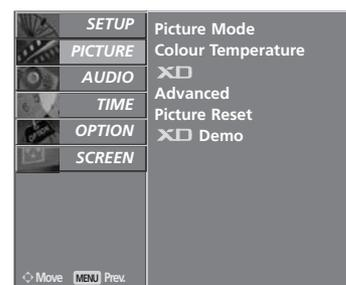 SETUP
PICTURE
AUDIO
TIME
OPTION
SCREEN
Picture Mode
Colour Temperature
XD
Advanced
Picture Reset
XD Demo
Move MENU Prev.